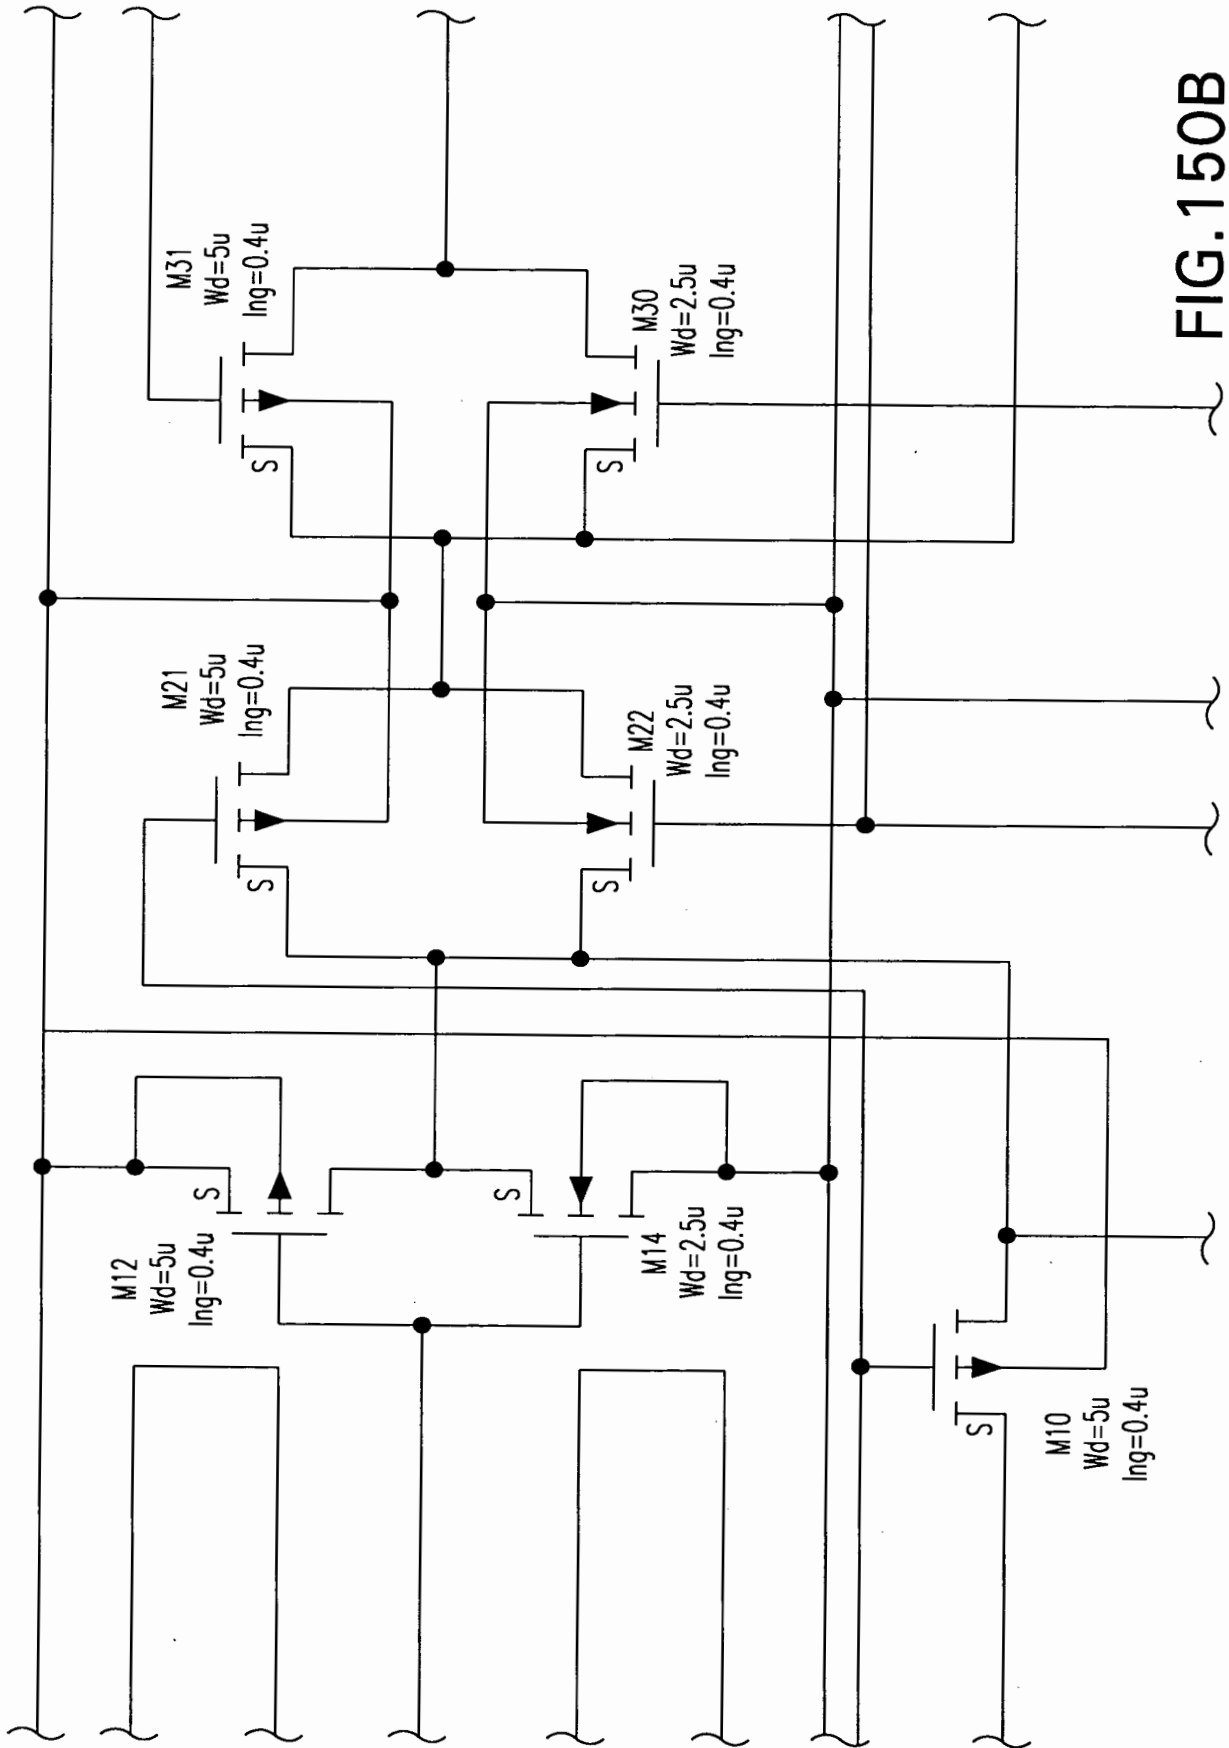 M12
Wd=5u
lng=0.4u
S
S
M14
Wd=2.5u
lng=0.4u
M21
Wd=5u
lng=0.4u
S
S
M22
Wd=2.5u
lng=0.4u
M31
Wd=5u
lng=0.4u
S
S
M30
Wd=2.5u
lng=0.4u
S
M10
Wd=5u
lng=0.4u
FIG.150B